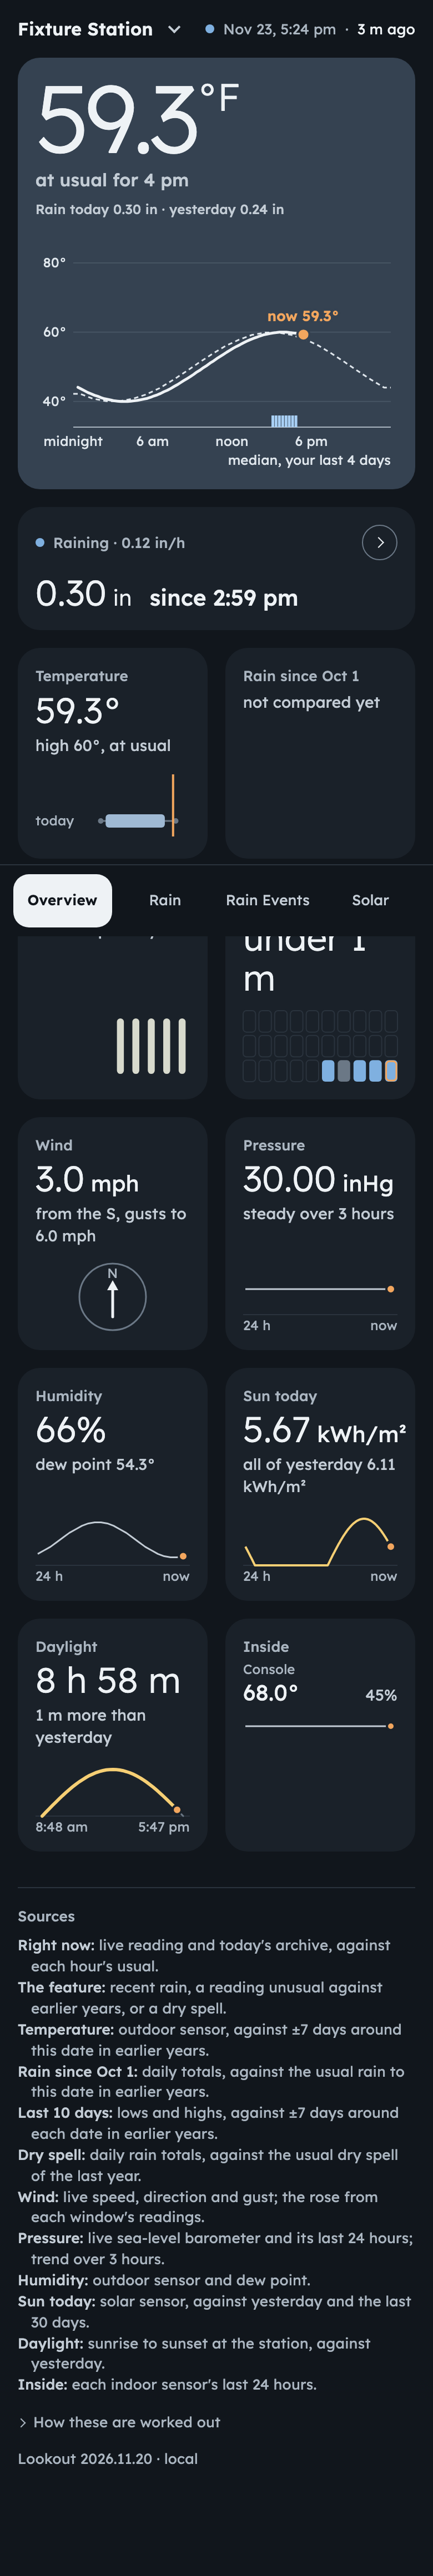 Fixture Station
Nov 23, 5:24 pm · 3 m ago
59.3°F
at usual for 4 pm
Rain today 0.30 in · yesterday 0.24 in
80°
now 59.3°
60°
40°
midnight 6 am noon 6 pm
median, your last 4 days
Raining · 0.12 in/h
0.30 in since 2:59 pm
Temperature
59.3°
high 60°, at usual
today
Rain since Oct 1
not compared yet
Overview Rain Rain Events Solar
under 1
m
Wind
3.0 mph
from the S, gusts to
6.0 mph
N
Pressure
30.00 inHg
steady over 3 hours
24 h now
Humidity
66%
dew point 54.3°
24 h now
Sun today
5.67 kWh/m²
all of yesterday 6.11
kWh/m²
24 h now
Daylight
8 h 58 m
1 m more than
yesterday
8:48 am 5:47 pm
Inside
Console
68.0° 45%
Sources
Right now: live reading and today's archive, against
each hour's usual.
The feature: recent rain, a reading unusual against
earlier years, or a dry spell.
Temperature: outdoor sensor, against ±7 days around
this date in earlier years.
Rain since Oct 1: daily totals, against the usual rain to
this date in earlier years.
Last 10 days: lows and highs, against ±7 days around
each date in earlier years.
Dry spell: daily rain totals, against the usual dry spell
of the last year.
Wind: live speed, direction and gust; the rose from
each window's readings.
Pressure: live sea-level barometer and its last 24 hours;
trend over 3 hours.
Humidity: outdoor sensor and dew point.
Sun today: solar sensor, against yesterday and the last
30 days.
Daylight: sunrise to sunset at the station, against
yesterday.
Inside: each indoor sensor's last 24 hours.
How these are worked out
Lookout 2026.11.20 · local